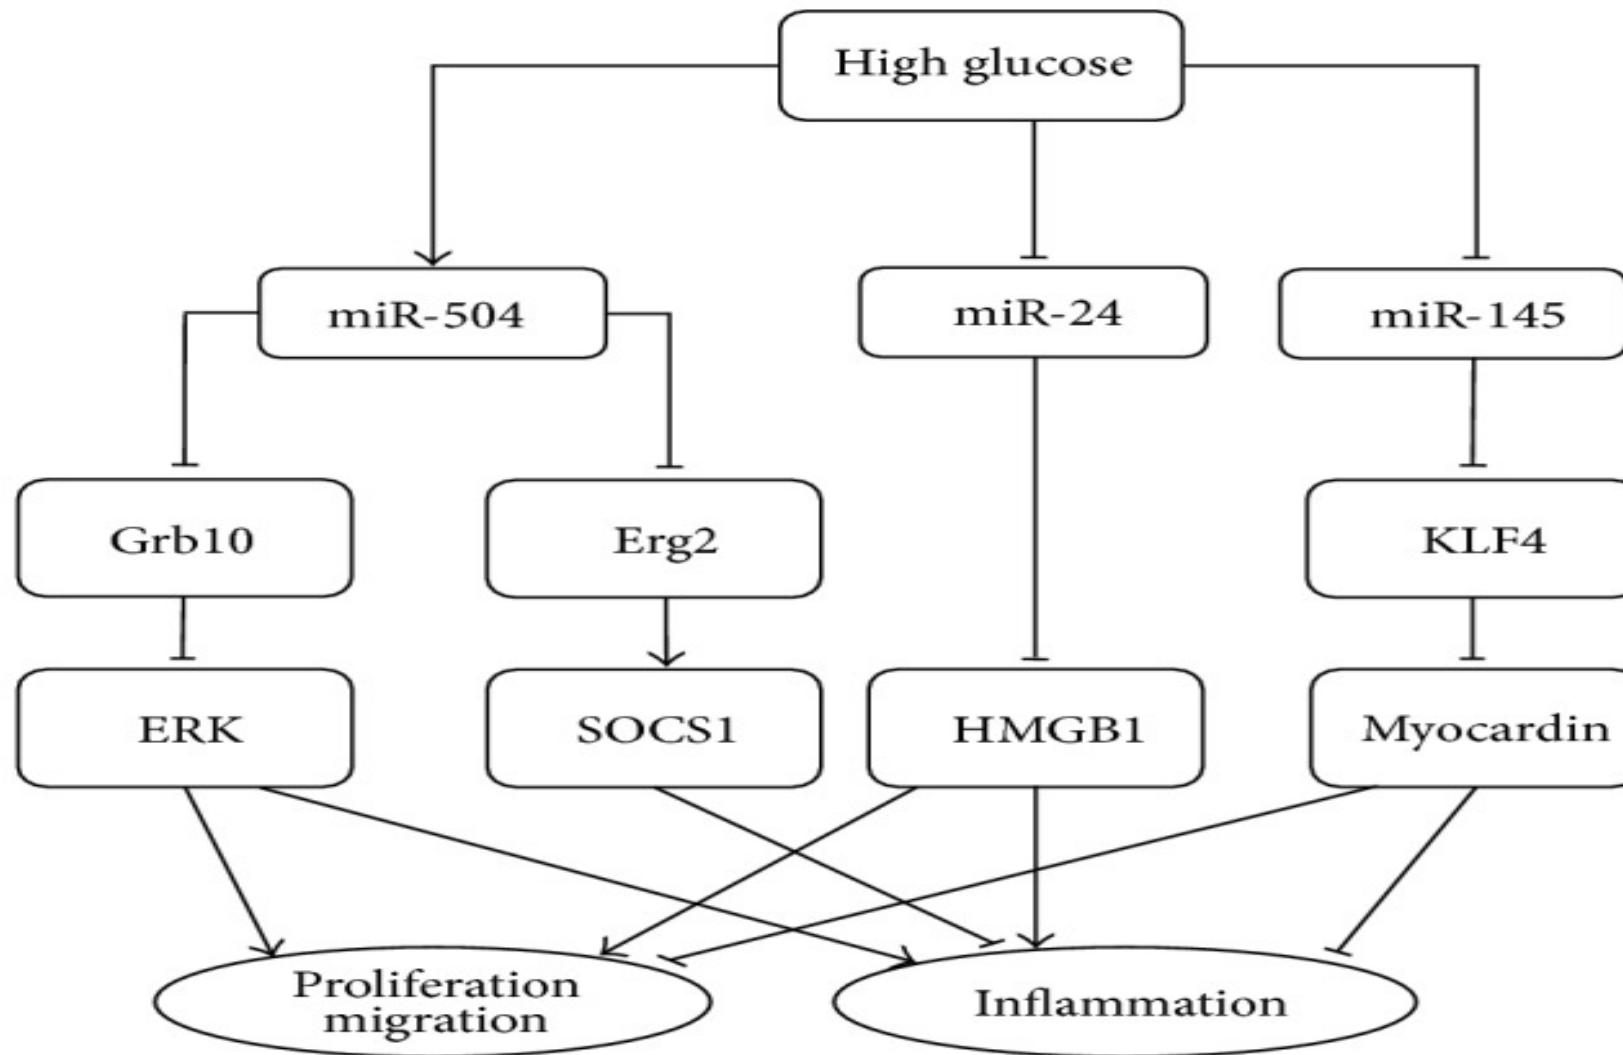 High glucose
miR-504
miR-24
miR-145
Grb10
Erg2
KLF4
ERK
SOCS1
HMGB1
Myocardin
Proliferation
migration
Inflammation